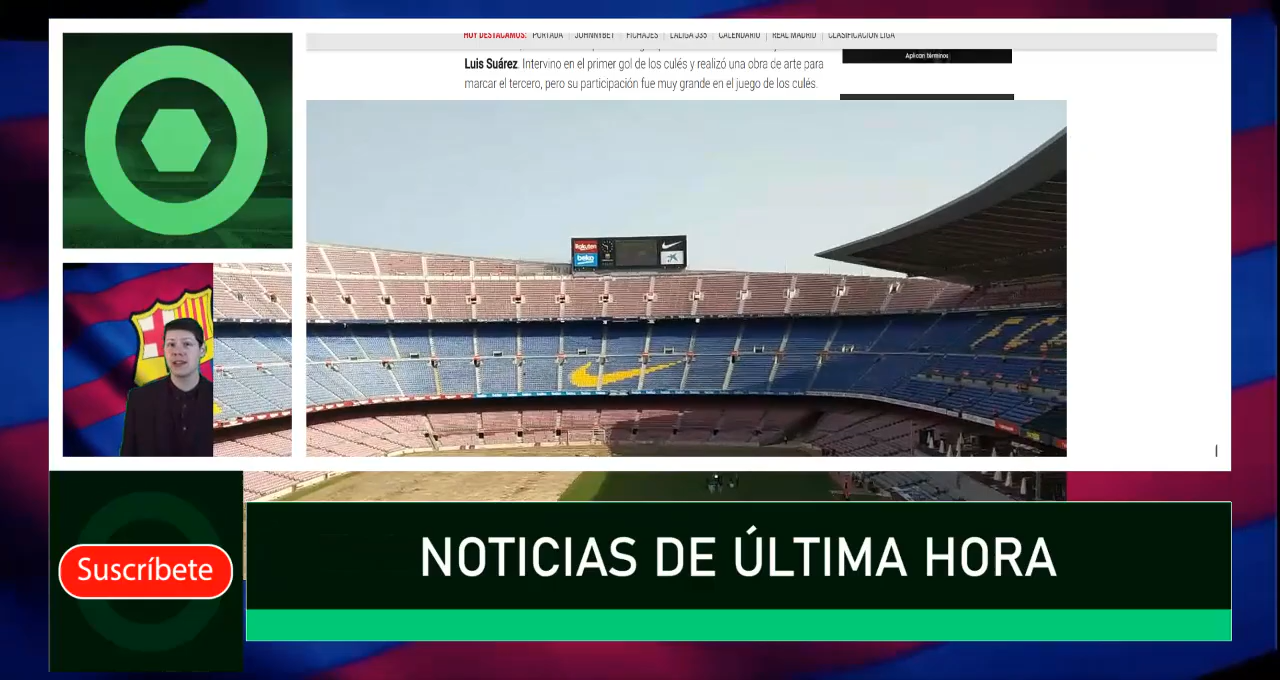 HOY DESTACAMOS: PORTADA | JOHNNYBET | FICHAJES | LALIGA J35 | CALENDARIO | REAL MADRID | CLASIFICACIÓN LIGA
Aplican términos
Luis Suárez. Intervino en el primer gol de los culés y realizó una obra de arte para
marcar el tercero, pero su participación fue muy grande en el juego de los culés.
Rakuten
beko
Suscríbete
NOTICIAS DE ÚLTIMA HORA